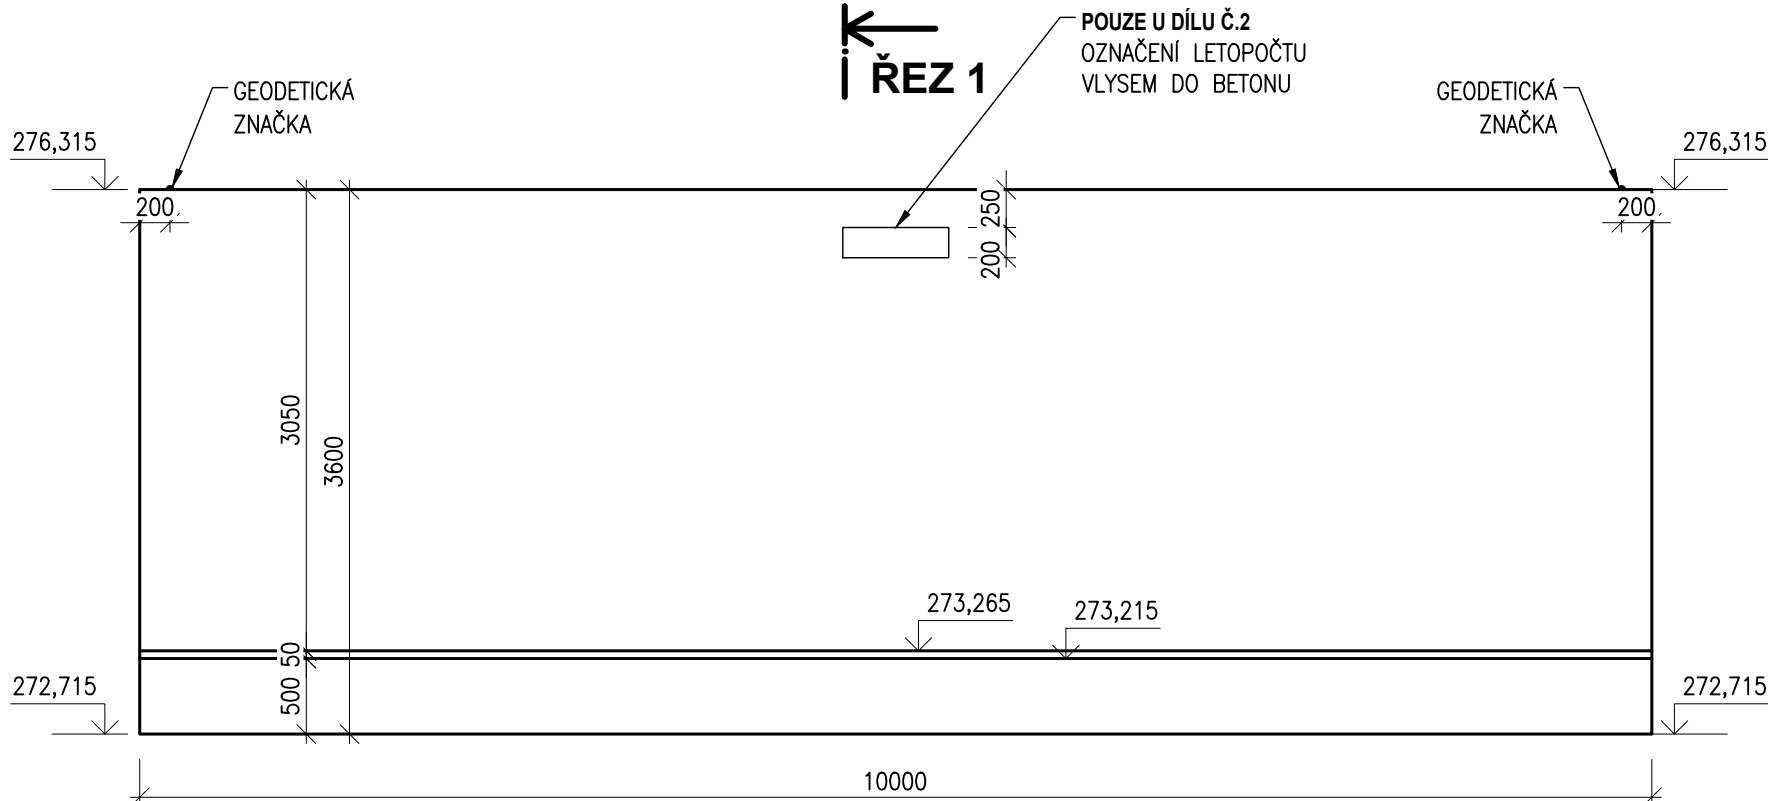 POUZE U DÍLU Č.2
OZNAČENÍ LETOPOČTU
VLYSEM DO BETONU
ŘEZ 1
GEODETICKÁ
ZNAČKA
GEODETICKÁ
ZNAČKA
276,315
276,315
200
200
250
200
3050
3600
273,265
273,215
50
500
272,715
272,715
10000